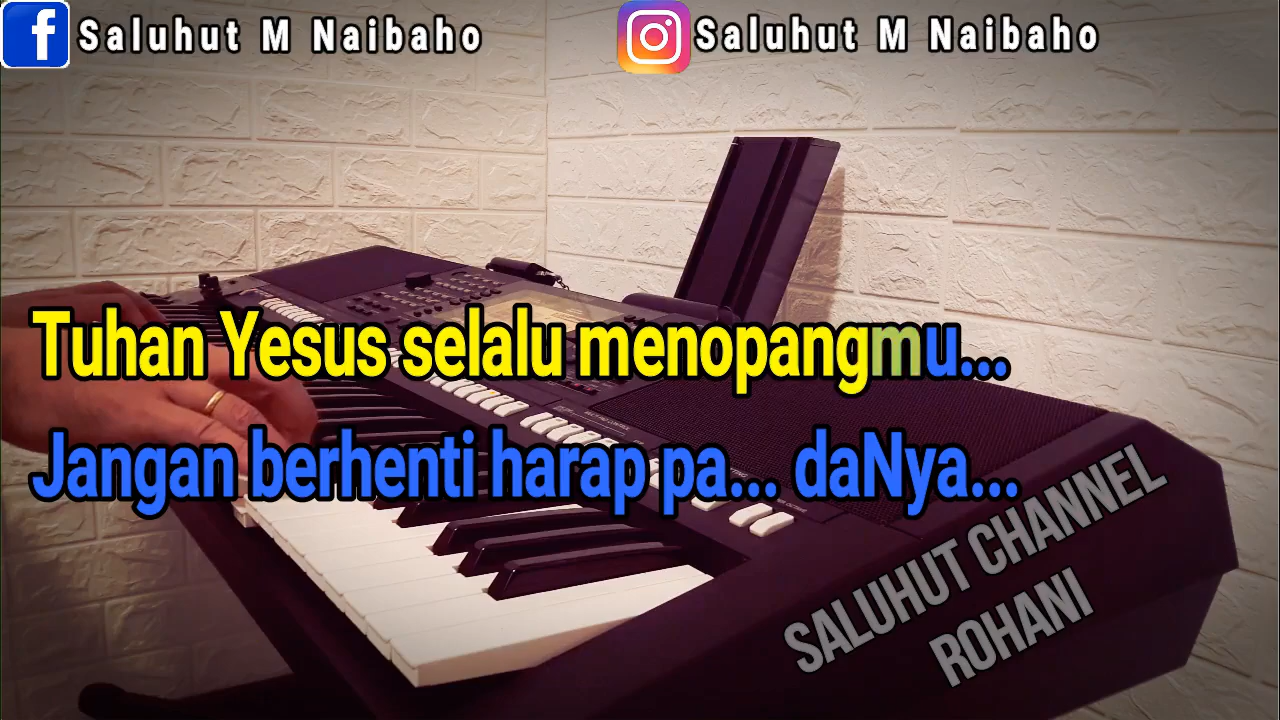 Saluhut M Naibaho
Saluhut M Naibaho
Tuhan Yesus selalu menopangmu...
Jangan berhenti harap pa... daNya...
SALUHUT CHANNEL
ROHANI